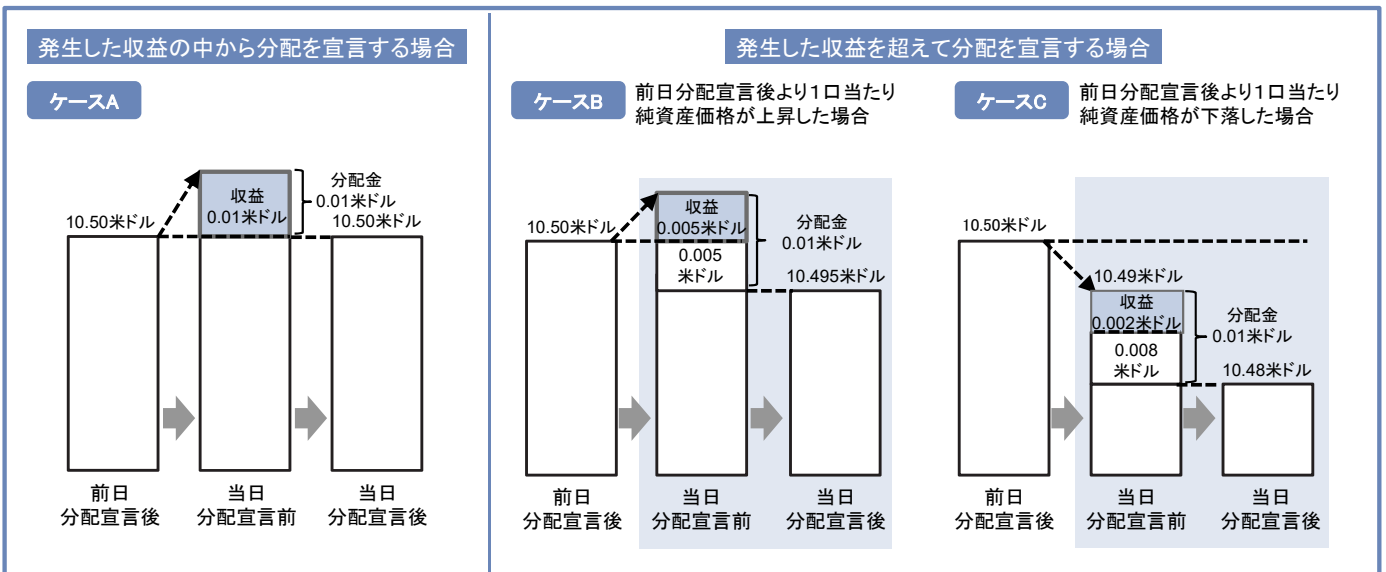 発生した収益の中から分配を宣言する場合
ケースA
10.50米ドル
収益
0.01米ドル
分配金
0.01米ドル
10.50米ドル
前日
分配宣言後
当日
分配宣言前
当日
分配宣言後
発生した収益を超えて分配を宣言する場合
ケースB
前日分配宣言後より1口当たり
純資産価格が上昇した場合
10.50米ドル
収益
0.005米ドル
0.005
米ドル
分配金
0.01米ドル
10.495米ドル
前日
分配宣言後
当日
分配宣言前
当日
分配宣言後
ケースC
前日分配宣言後より1口当たり
純資産価格が下落した場合
10.50米ドル
10.49米ドル
収益
0.002米ドル
0.008
米ドル
分配金
0.01米ドル
10.48米ドル
前日
分配宣言後
当日
分配宣言前
当日
分配宣言後